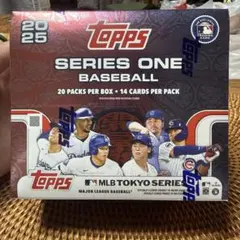 2025
TOPPS
SERIES ONE
BASEBALL
20 PACKS PER BOX • 14 CARDS PER PACK
TOPPS
MLB TOKYO SERIES
MAJOR LEAGUE BASEBALL